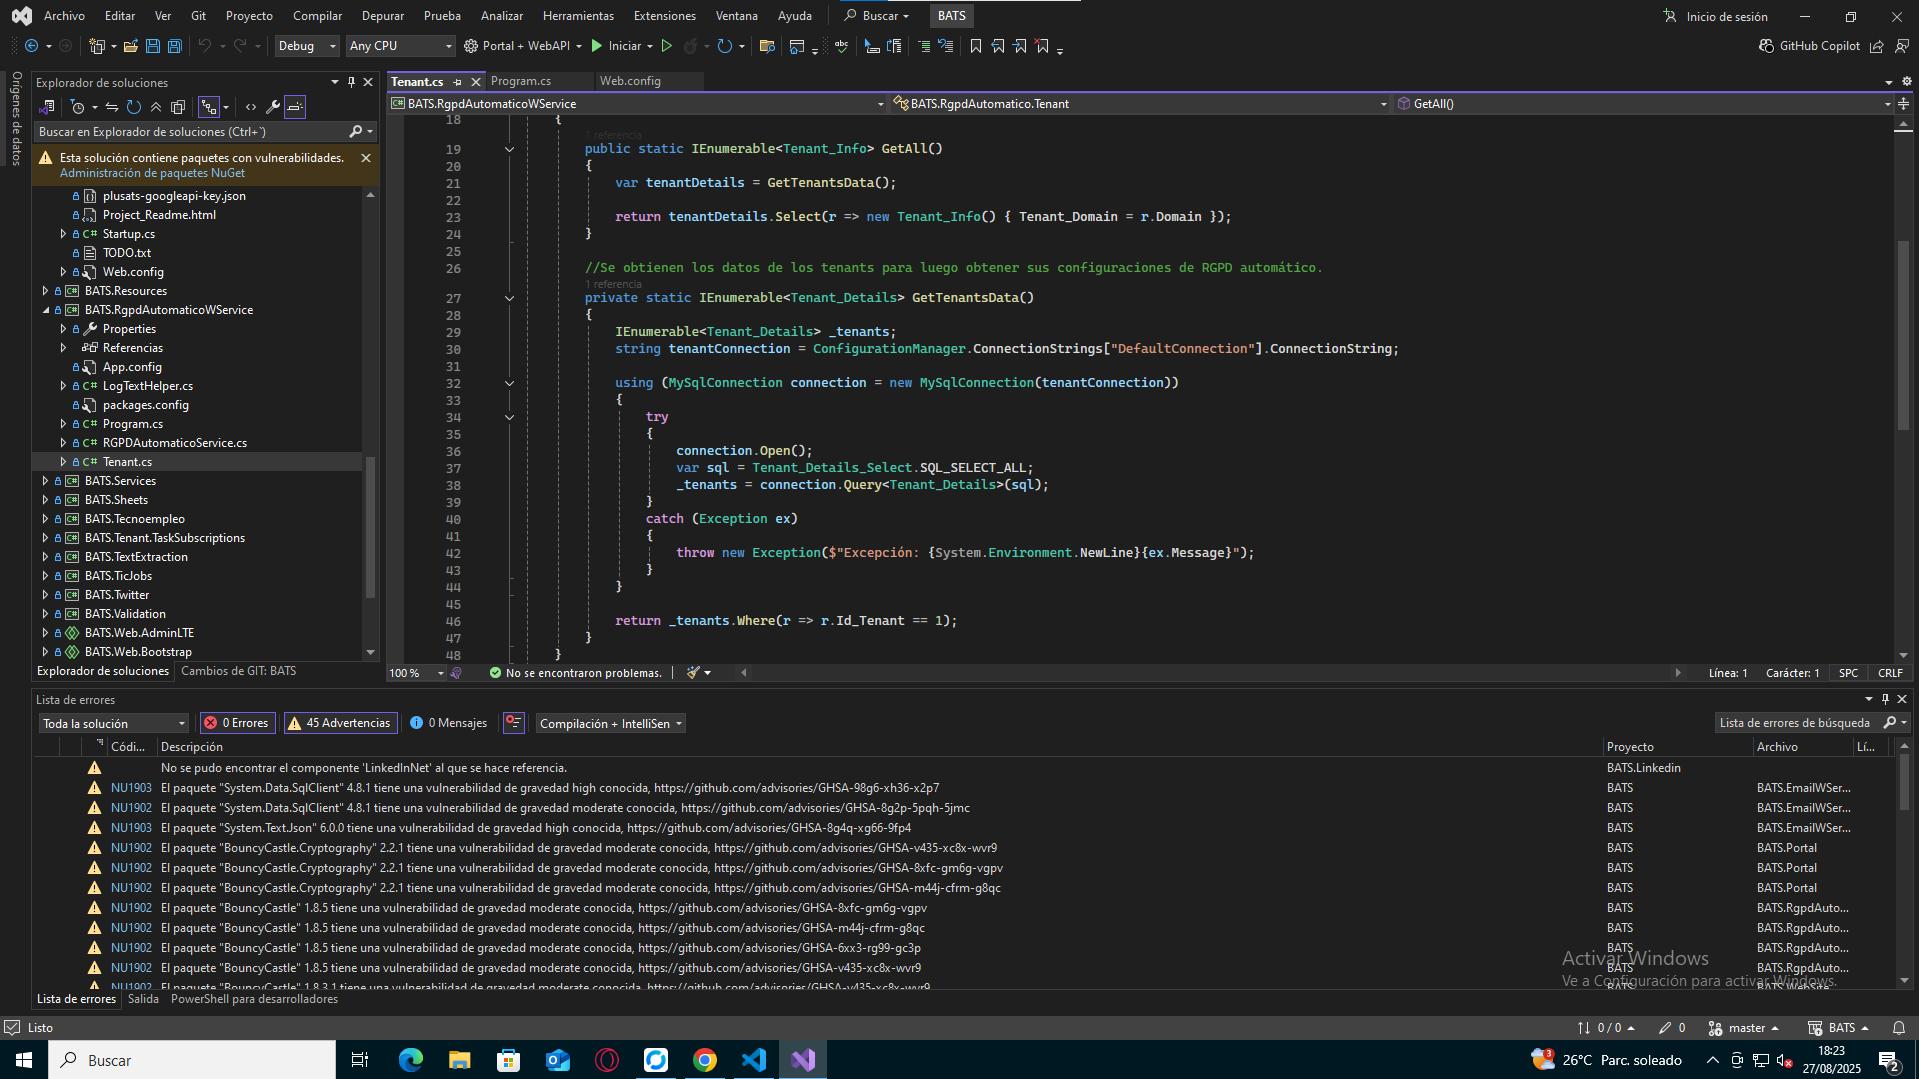 Archivo Editar Ver Git Proyecto Compilar Depurar Prueba Analizar Herramientas Extensiones Ventana Ayuda Buscar BATS Inicio de sesión
Debug Any CPU Portal + WebAPI Iniciar GitHub Copilot
Orígenes de datos
Explorador de soluciones
Buscar en Explorador de soluciones (Ctrl+`)
Esta solución contiene paquetes con vulnerabilidades.
Administración de paquetes NuGet
plusats-googleapi-key.json
Project_Readme.html
Startup.cs
TODO.txt
Web.config
BATS.Resources
BATS.RgpdAutomaticoWService
Properties
Referencias
App.config
LogTextHelper.cs
packages.config
Program.cs
RGPDAutomaticoService.cs
Tenant.cs
BATS.Services
BATS.Sheets
BATS.Tecnoempleo
BATS.Tenant.TaskSubscriptions
BATS.TextExtraction
BATS.TicJobs
BATS.Twitter
BATS.Validation
BATS.Web.AdminLTE
BATS.Web.Bootstrap
Explorador de soluciones Cambios de GIT: BATS
Tenant.cs Program.cs Web.config
BATS.RgpdAutomaticoWService BATS.RgpdAutomatico.Tenant GetAll()
18 {
1 referencia
19 public static IEnumerable<Tenant_Info> GetAll()
20 {
21 var tenantDetails = GetTenantsData();
22
23 return tenantDetails.Select(r => new Tenant_Info() { Tenant_Domain = r.Domain });
24 }
25
26 //Se obtienen los datos de los tenants para luego obtener sus configuraciones de RGPD automático.
1 referencia
27 private static IEnumerable<Tenant_Details> GetTenantsData()
28 {
29 IEnumerable<Tenant_Details> _tenants;
30 string tenantConnection = ConfigurationManager.ConnectionStrings["DefaultConnection"].ConnectionString;
31
32 using (MySqlConnection connection = new MySqlConnection(tenantConnection))
33 {
34 try
35 {
36 connection.Open();
37 var sql = Tenant_Details_Select.SQL_SELECT_ALL;
38 _tenants = connection.Query<Tenant_Details>(sql);
39 }
40 catch (Exception ex)
41 {
42 throw new Exception($"Excepción: {System.Environment.NewLine}{ex.Message}");
43 }
44 }
45
46 return _tenants.Where(r => r.Id_Tenant == 1);
47 }
48 }
100 % No se encontraron problemas. Línea: 1 Carácter: 1 SPC CRLF
Lista de errores
Toda la solución 0 Errores 45 Advertencias 0 Mensajes Compilación + IntelliSen Lista de errores de búsqueda
Códi... Descripción Proyecto Archivo Lí...
No se pudo encontrar el componente 'LinkedInNet' al que se hace referencia. BATS.Linkedin
NU1903 El paquete "System.Data.SqlClient" 4.8.1 tiene una vulnerabilidad de gravedad high conocida, https://github.com/advisories/GHSA-98g6-xh36-x2p7 BATS BATS.EmailWSer...
NU1902 El paquete "System.Data.SqlClient" 4.8.1 tiene una vulnerabilidad de gravedad moderate conocida, https://github.com/advisories/GHSA-8g2p-5pqh-5jmc BATS BATS.EmailWSer...
NU1903 El paquete "System.Text.Json" 6.0.0 tiene una vulnerabilidad de gravedad high conocida, https://github.com/advisories/GHSA-8g4q-xg66-9fp4 BATS BATS.EmailWSer...
NU1902 El paquete "BouncyCastle.Cryptography" 2.2.1 tiene una vulnerabilidad de gravedad moderate conocida, https://github.com/advisories/GHSA-v435-xc8x-wvr9 BATS BATS.Portal
NU1902 El paquete "BouncyCastle.Cryptography" 2.2.1 tiene una vulnerabilidad de gravedad moderate conocida, https://github.com/advisories/GHSA-8xfc-gm6g-vgpv BATS BATS.Portal
NU1902 El paquete "BouncyCastle.Cryptography" 2.2.1 tiene una vulnerabilidad de gravedad moderate conocida, https://github.com/advisories/GHSA-m44j-cfrm-g8qc BATS BATS.Portal
NU1902 El paquete "BouncyCastle" 1.8.5 tiene una vulnerabilidad de gravedad moderate conocida, https://github.com/advisories/GHSA-8xfc-gm6g-vgpv BATS BATS.RgpdAuto...
NU1902 El paquete "BouncyCastle" 1.8.5 tiene una vulnerabilidad de gravedad moderate conocida, https://github.com/advisories/GHSA-m44j-cfrm-g8qc BATS BATS.RgpdAuto...
NU1902 El paquete "BouncyCastle" 1.8.5 tiene una vulnerabilidad de gravedad moderate conocida, https://github.com/advisories/GHSA-6xx3-rg99-gc3p BATS BATS.RgpdAuto...
NU1902 El paquete "BouncyCastle" 1.8.5 tiene una vulnerabilidad de gravedad moderate conocida, https://github.com/advisories/GHSA-v435-xc8x-wvr9 BATS BATS.RgpdAuto...
NU1902 El paquete "BouncyCastle" 1.8.3.1 tiene una vulnerabilidad de gravedad moderate conocida, https://github.com/advisories/GHSA-v435-xc8x-wvr9 BATS BATS.WebSite
Activar Windows
Ve a Configuración para activar Windows.
Lista de errores Salida PowerShell para desarrolladores
Listo 0 / 0 0 master BATS
Buscar 3 26°C Parc. soleado 18:23
27/08/2025 2